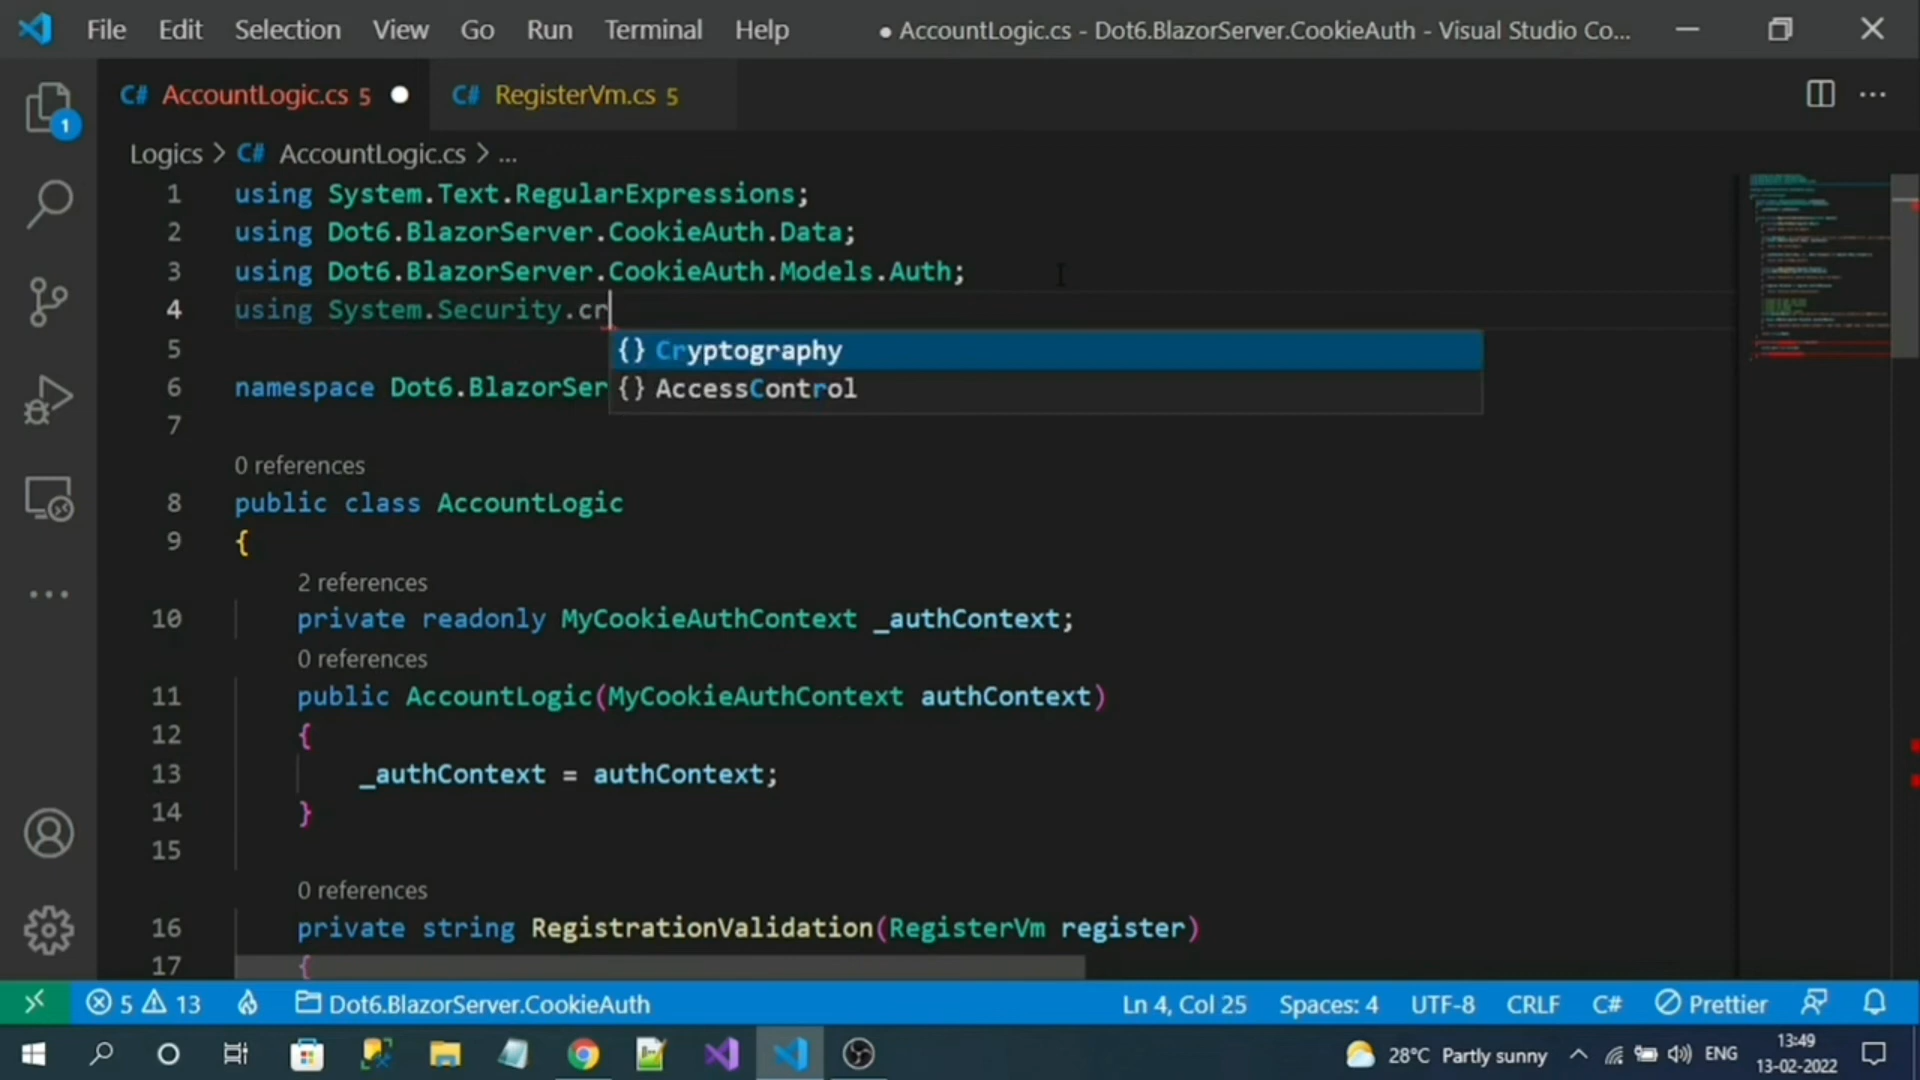 File Edit Selection View Go Run Terminal Help ● AccountLogic.cs - Dot6.BlazorServer.CookieAuth - Visual Studio Co...
C# AccountLogic.cs 5 ● C# RegisterVm.cs 5 ...
1
Logics > C# AccountLogic.cs > ...
1 using System.Text.RegularExpressions;
2 using Dot6.BlazorServer.CookieAuth.Data;
3 using Dot6.BlazorServer.CookieAuth.Models.Auth;
4 using System.Security.cr
5 {} Cryptography
6 namespace Dot6.BlazorSer {} AccessControl
7
0 references
8 public class AccountLogic
9 {
2 references
10 private readonly MyCookieAuthContext _authContext;
0 references
11 public AccountLogic(MyCookieAuthContext authContext)
12 {
13 _authContext = authContext;
14 }
15
0 references
16 private string RegistrationValidation(RegisterVm register)
17 {
5 13 Dot6.BlazorServer.CookieAuth Ln 4, Col 25 Spaces: 4 UTF-8 CRLF C# Prettier
28°C Partly sunny ENG 13:49
13-02-2022